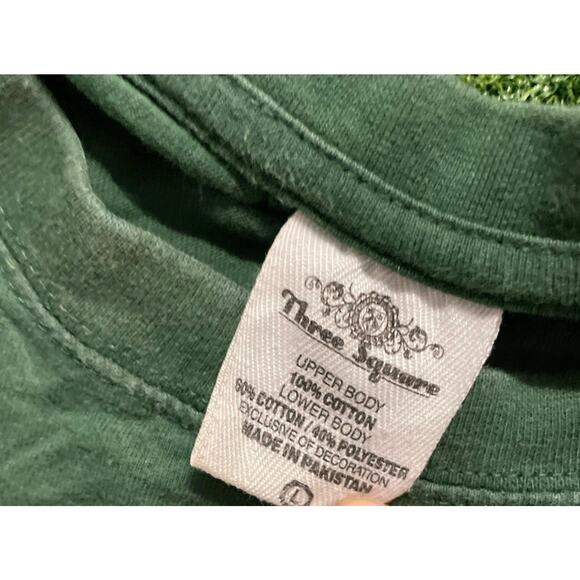 Three Square
UPPER BODY
100% COTTON
LOWER BODY
60% COTTON / 40% POLYESTER
EXCLUSIVE OF DECORATION
MADE IN PAKISTAN
L